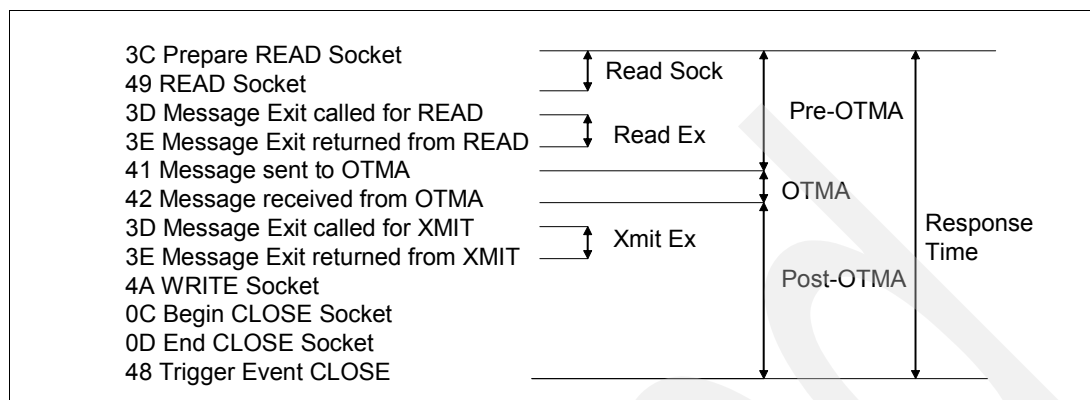 3C Prepare READ Socket
49 READ Socket
3D Message Exit called for READ
3E Message Exit returned from READ
41 Message sent to OTMA
42 Message received from OTMA
3D Message Exit called for XMIT
3E Message Exit returned from XMIT
4A WRITE Socket
0C Begin CLOSE Socket
0D End CLOSE Socket
48 Trigger Event CLOSE
Read Sock
Read Ex
Xmit Ex
Pre-OTMA
OTMA
Post-OTMA
Response
Time